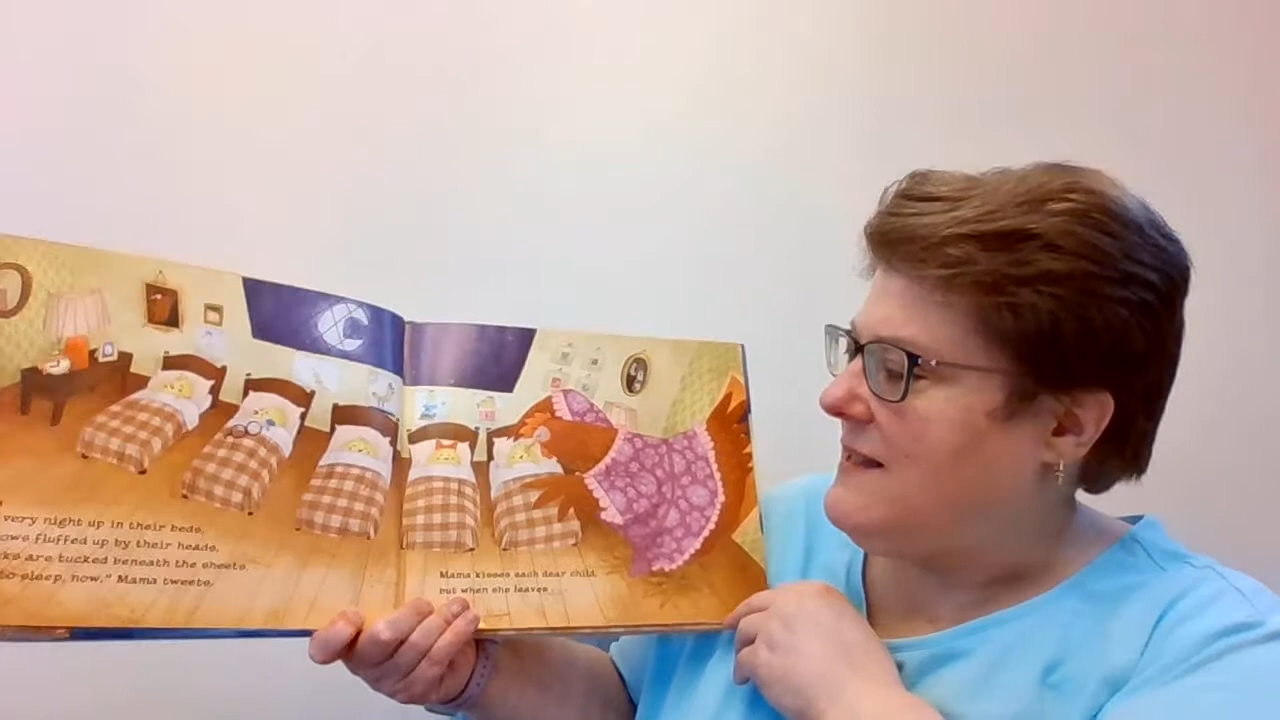 very night up in their beds,
ows fluffed up by their heads,
ks are tucked beneath the sheets,
to sleep, now," Mama tweets.
Mama kisses each dear child,
but when she leaves . . .